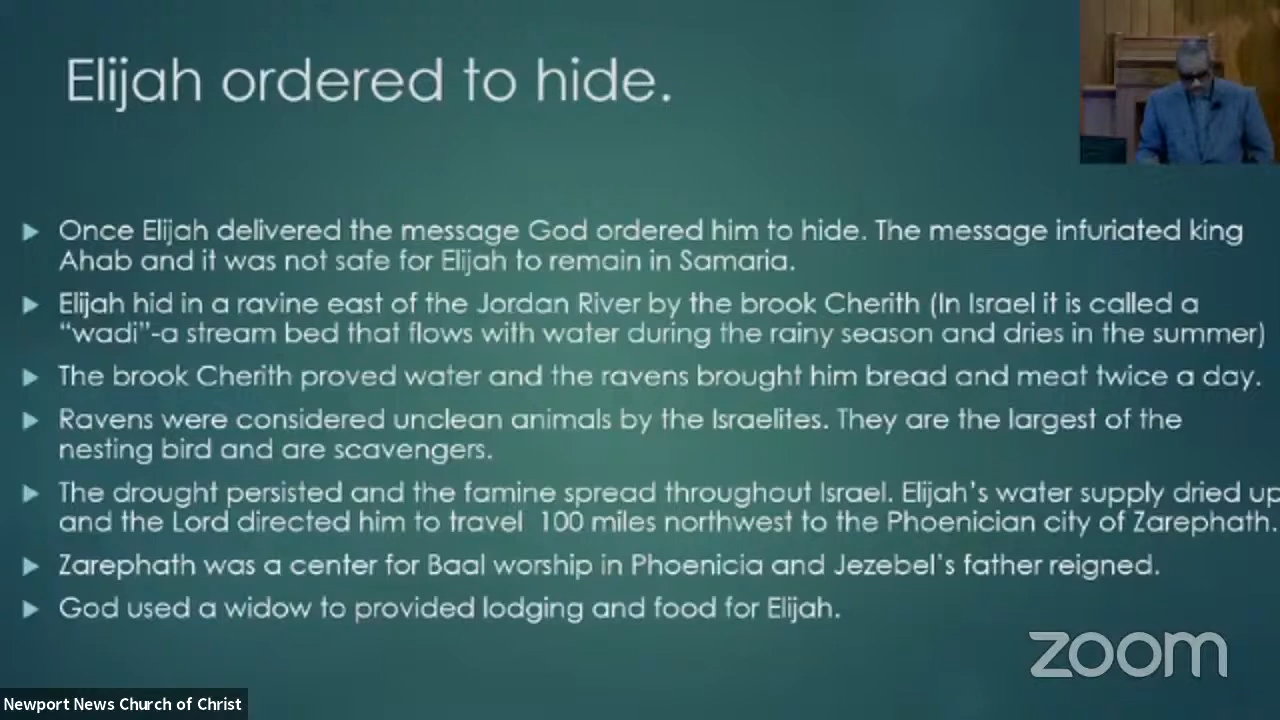 Elijah ordered to hide.
Once Elijah delivered the message God ordered him to hide. The message infuriated king
Ahab and it was not safe for Elijah to remain in Samaria.
Elijah hid in a ravine east of the Jordan River by the brook Cherith (In Israel it is called a
“wadi”-a stream bed that flows with water during the rainy season and dries in the summer)
The brook Cherith proved water and the ravens brought him bread and meat twice a day.
Ravens were considered unclean animals by the Israelites. They are the largest of the
nesting bird and are scavengers.
The drought persisted and the famine spread throughout Israel. Elijah’s water supply dried up
and the Lord directed him to travel 100 miles northwest to the Phoenician city of Zarephath.
Zarephath was a center for Baal worship in Phoenicia and Jezebel’s father reigned.
God used a widow to provided lodging and food for Elijah.
zoom
Newport News Church of Christ